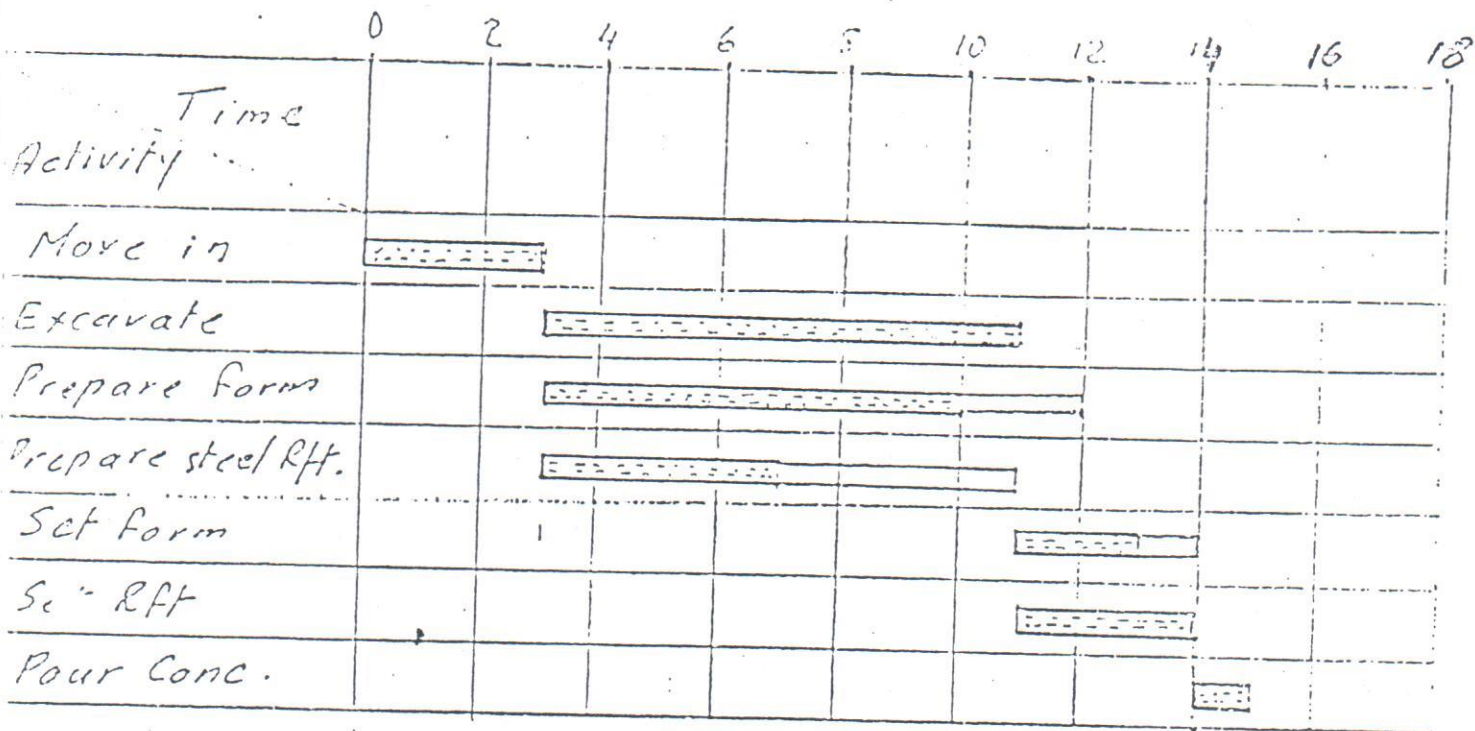 0 2 4 6 8 10 12 14 16 18
Time
Activity
Move in
Excavate
Prepare form
Prepare steel Rft.
Set form
Rft
Pour Conc.